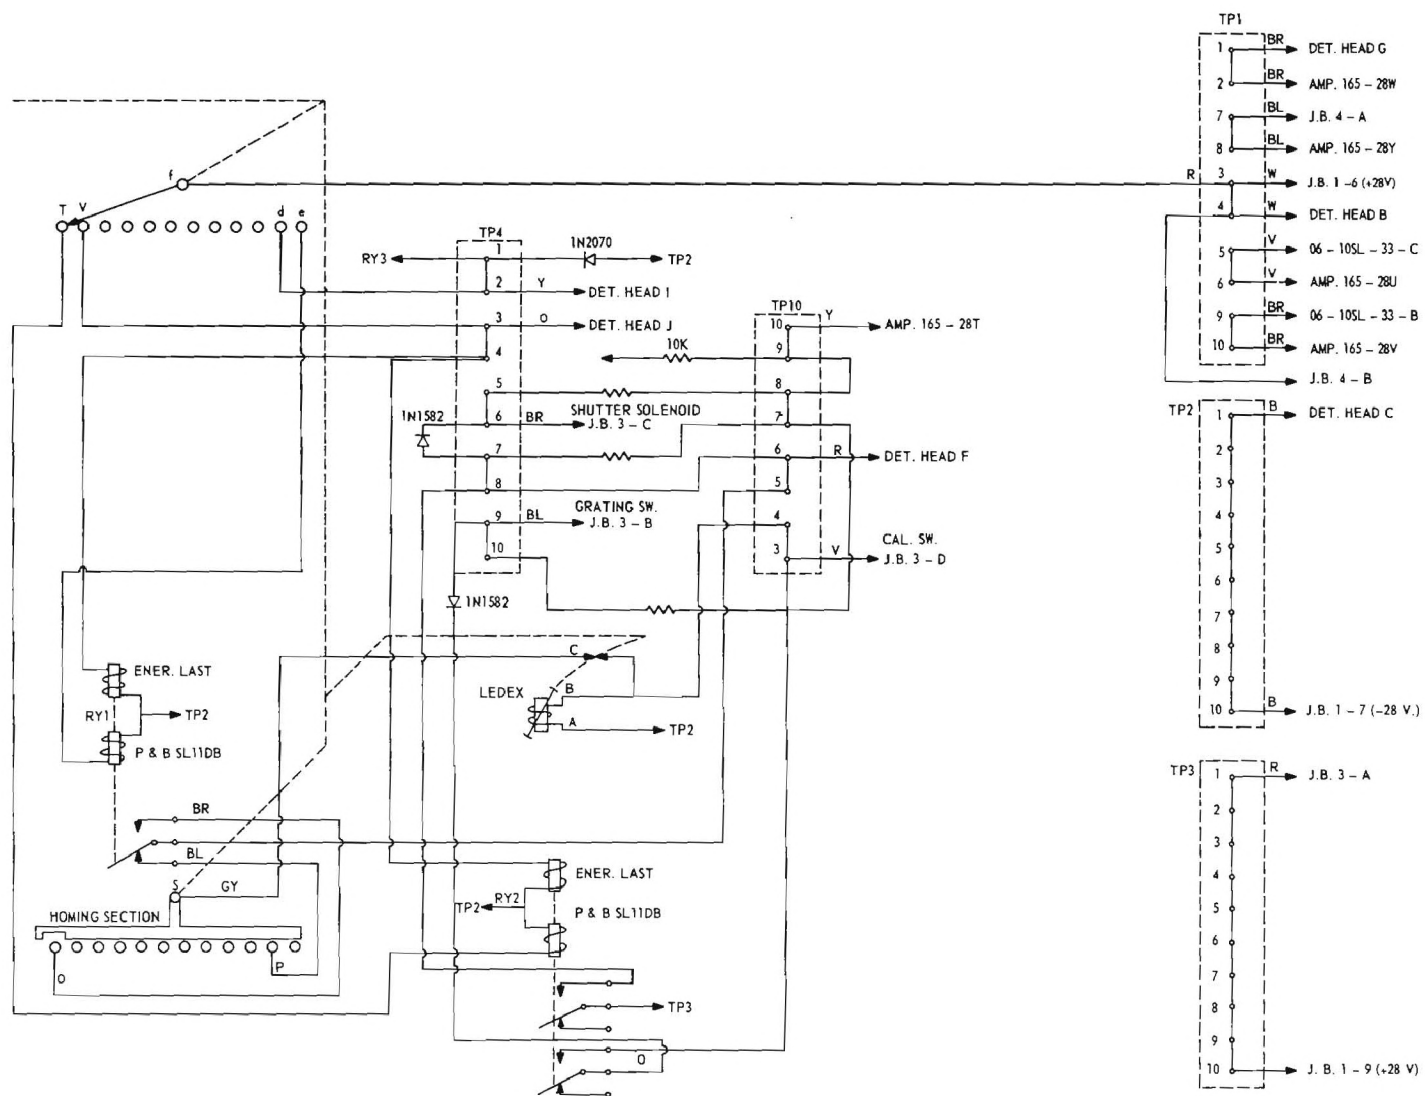 TP1
1 BR DET. HEAD G
2 BR AMP. 165 - 28W
7 BL J.B. 4 - A
8 BL AMP. 165 - 28Y
R 3 W J.B. 1 -6 (+28V)
4 W DET. HEAD B
5 V 06 - 10SL - 33 - C
6 V AMP. 165 - 28U
9 BR 06 - 10SL - 33 - B
10 BR AMP. 165 - 28V
J.B. 4 - B
f
T V d e
TP4
RY3 1 1N2070 TP2
2 Y DET. HEAD I
3 O DET. HEAD J
4
5
1N1582 6 BR SHUTTER SOLENOID
J.B. 3 - C
7
8
9 BL GRATING SW.
J.B. 3 - B
10
1N1582
TP10
10 Y AMP. 165 - 28T
10K 9
8
7
6 R DET. HEAD F
5
4
CAL. SW.
3 V J.B. 3 - D
TP2
1 B DET. HEAD C
2
3
4
5
6
7
8
9
10 B J.B. 1 - 7 (-28 V.)
C
LEDEX B
A TP2
ENER. LAST
RY1 TP2
P & B SL11DB
BR
BL
S GY
HOMING SECTION
O P
ENER. LAST
TP2 RY2
P & B SL11DB
TP3
O
TP3
1 R J.B. 3 - A
2
3
4
5
6
7
8
9
10 J. B. 1 - 9 (+28 V)